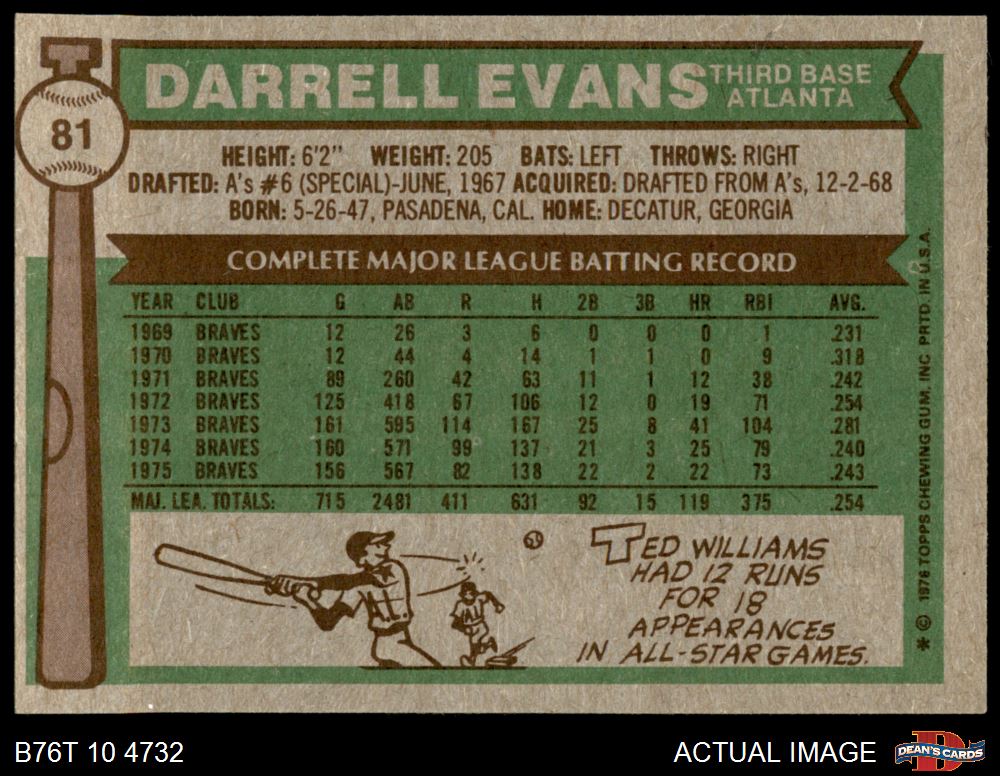 81
DARRELL EVANS THIRD BASE
ATLANTA
HEIGHT: 6'2" WEIGHT: 205 BATS: LEFT THROWS: RIGHT
DRAFTED: A's #6 (SPECIAL)-JUNE, 1967 ACQUIRED: DRAFTED FROM A's, 12-2-68
BORN: 5-26-47, PASADENA, CAL. HOME: DECATUR, GEORGIA
COMPLETE MAJOR LEAGUE BATTING RECORD
YEAR CLUB G AB R H 2B 3B HR RBI AVG.
1969 BRAVES 12 26 3 6 0 0 0 1 .231
1970 BRAVES 12 44 4 14 1 1 0 9 .318
1971 BRAVES 89 260 42 63 11 1 12 38 .242
1972 BRAVES 125 418 67 106 12 0 19 71 .254
1973 BRAVES 161 595 114 167 25 8 41 104 .281
1974 BRAVES 160 571 99 137 21 3 25 79 .240
1975 BRAVES 156 567 82 138 22 2 22 73 .243
MAJ. LEA. TOTALS: 715 2481 411 631 92 15 119 375 .254
TED WILLIAMS
HAD 12 RUNS
FOR 18
APPEARANCES
IN ALL-STAR GAMES.
AL
* © 1976 TOPPS CHEWING GUM, INC. PRTD. IN U.S.A.
B76T 10 4732 ACTUAL IMAGE DEAN'S CARDS